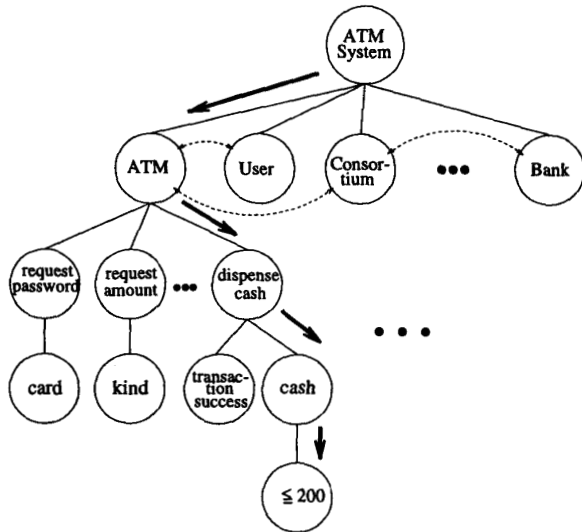 ATM
System
ATM
User
Consor-
tium
Bank
request
password
request
amount
dispense
cash
card
kind
transac-
tion
success
cash
≦ 200